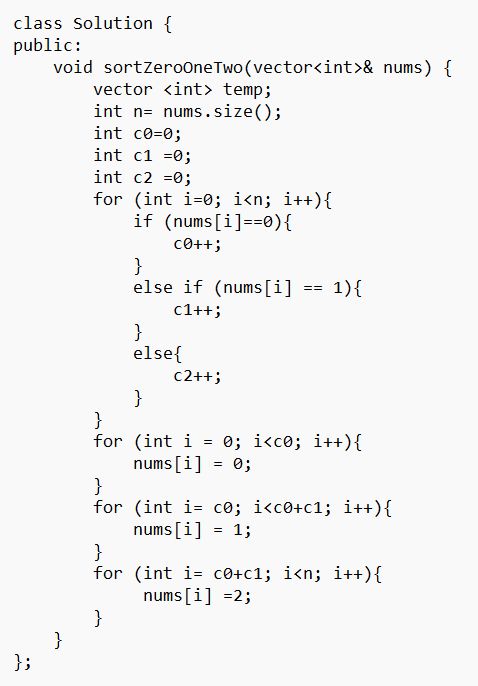 class Solution {
public:
    void sortZeroOneTwo(vector<int>& nums) {
        vector <int> temp;
        int n= nums.size();
        int c0=0;
        int c1 =0;
        int c2 =0;
        for (int i=0; i<n; i++){
            if (nums[i]==0){
                c0++;
            }
            else if (nums[i] == 1){
                c1++;
            }
            else{
                c2++;
            }
        }
        for (int i = 0; i<c0; i++){
            nums[i] = 0;
        }
        for (int i= c0; i<c0+c1; i++){
            nums[i] = 1;
        }
        for (int i= c0+c1; i<n; i++){
             nums[i] =2;
        }
    }
};